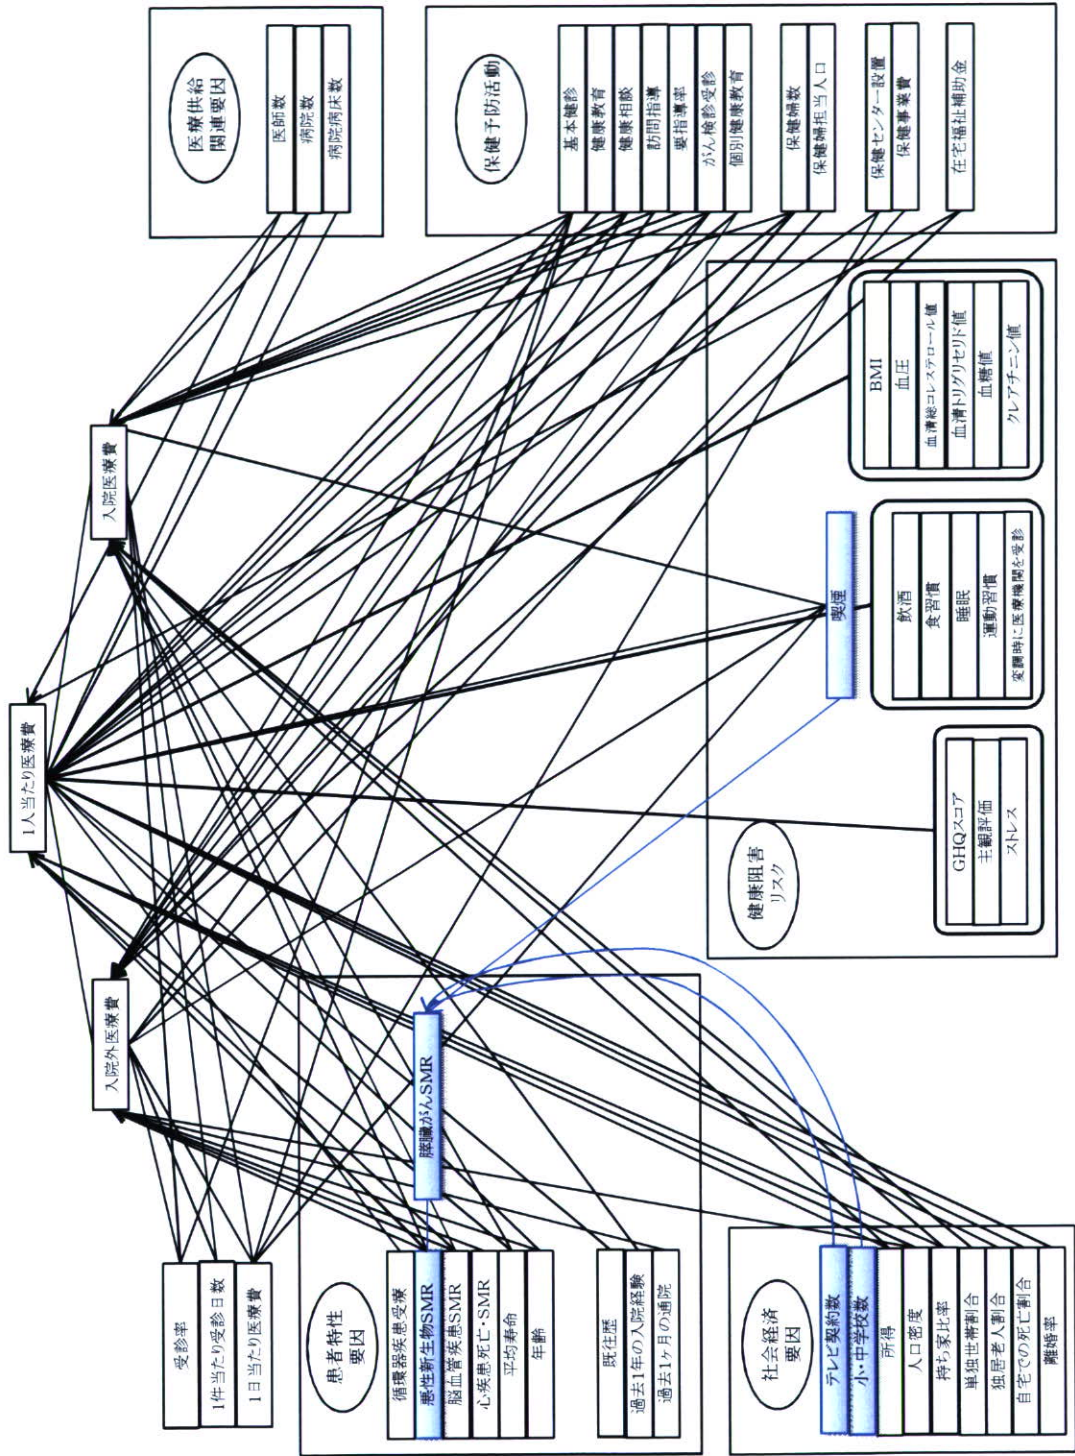 1人当たり医療費
入院外医療費
入院医療費
受診率
1件当たり受診日数
1日当たり医療費
患者特性
要因
循環器疾患受療
悪性新生物SMR
脳血管疾患SMR
心疾患死亡・SMR
平均寿命
年齢
膵臓がんSMR
既往歴
過去1年の入院経験
過去1ヶ月の通院
社会経済
要因
テレビ契約数
小・中学校数
所得
人口密度
持ち家比率
単独世帯割合
独居老人割合
自宅での死亡割合
離婚率
健康阻害
リスク
GHQスコア
主観評価
ストレス
喫煙
飲酒
食習慣
睡眠
運動習慣
変調時に医療機関を受診
BMI
血圧
血清総コレステロール値
血清トリグリセリド値
血糖値
クレアチニン値
医療供給
関連要因
医師数
病院数
病院病床数
保健予防活動
基本健診
健康教育
健康相談
訪問指導
要指導率
がん検診受診
個別健康教育
保健婦数
保健婦担当人口
保健センター設置
保健事業費
在宅福祉補助金